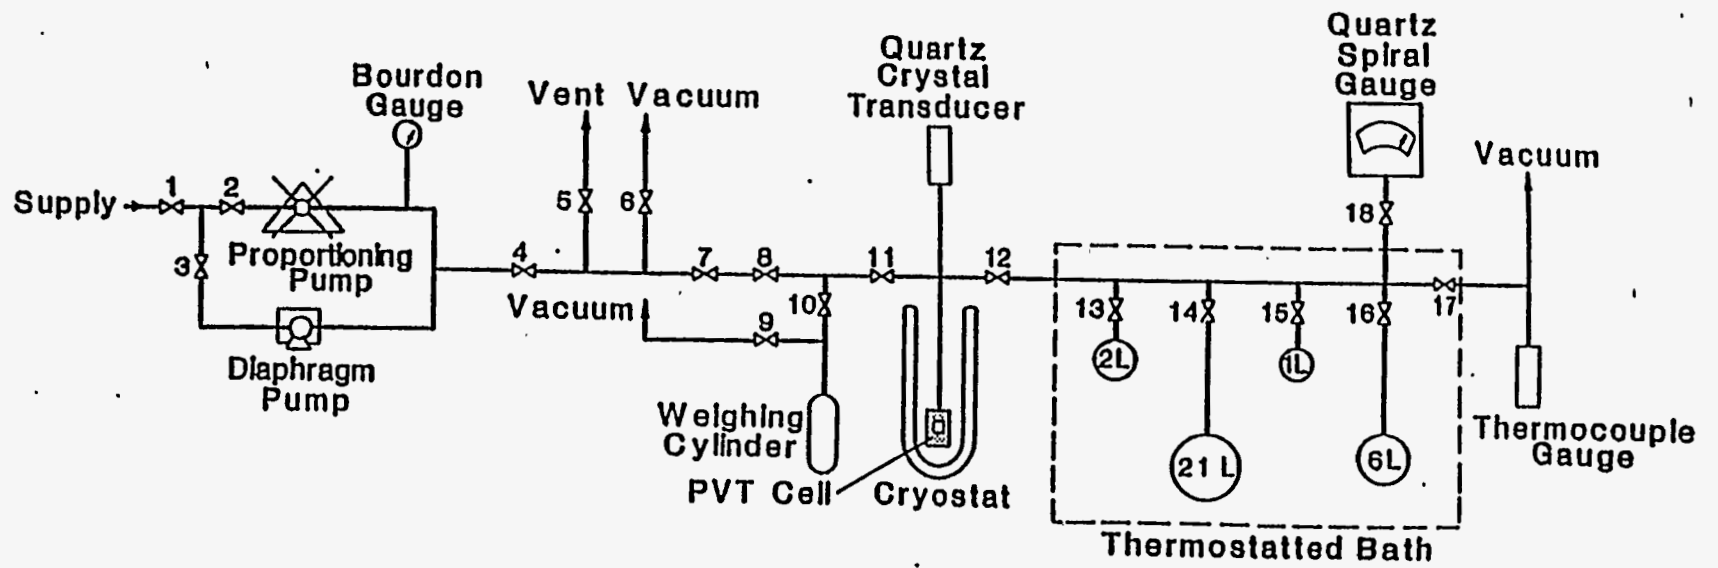 Quartz
Spiral
Gauge
Quartz
Crystal
Transducer
Bourdon
Gauge
Vent
Vacuum
Vacuum
Supply
1
2
5
6
18
Proportioning
Pump
3
4
7
8
11
12
Vacuum
9
10
13
14
15
16
17
2L
1L
Diaphragm
Pump
Weighing
Cylinder
21 L
6L
Thermocouple
Gauge
PVT Cell
Cryostat
Thermostatted Bath